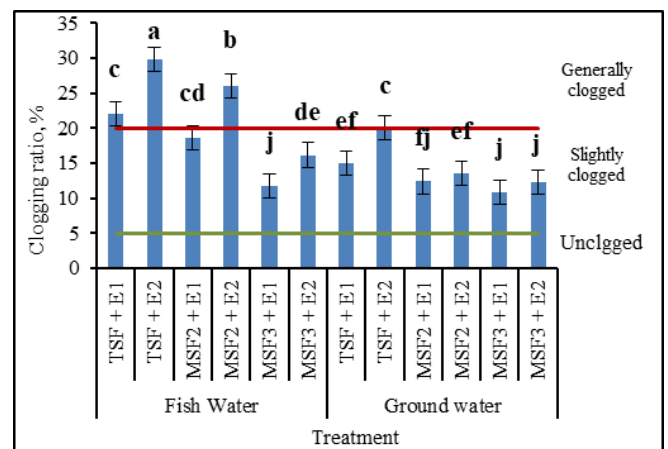 35
30
25
20
15
10
5
0
Clogging ratio, %
c
a
cd
b
j
de
ef
c
fj
ef
j
j
Generally
clogged
Slightly
clogged
Unclgged
TSF + E1
TSF + E2
MSF2 + E1
MSF2 + E2
MSF3 + E1
MSF3 + E2
TSF + E1
TSF + E2
MSF2 + E1
MSF2 + E2
MSF3 + E1
MSF3 + E2
Fish Water
Ground water
Treatment